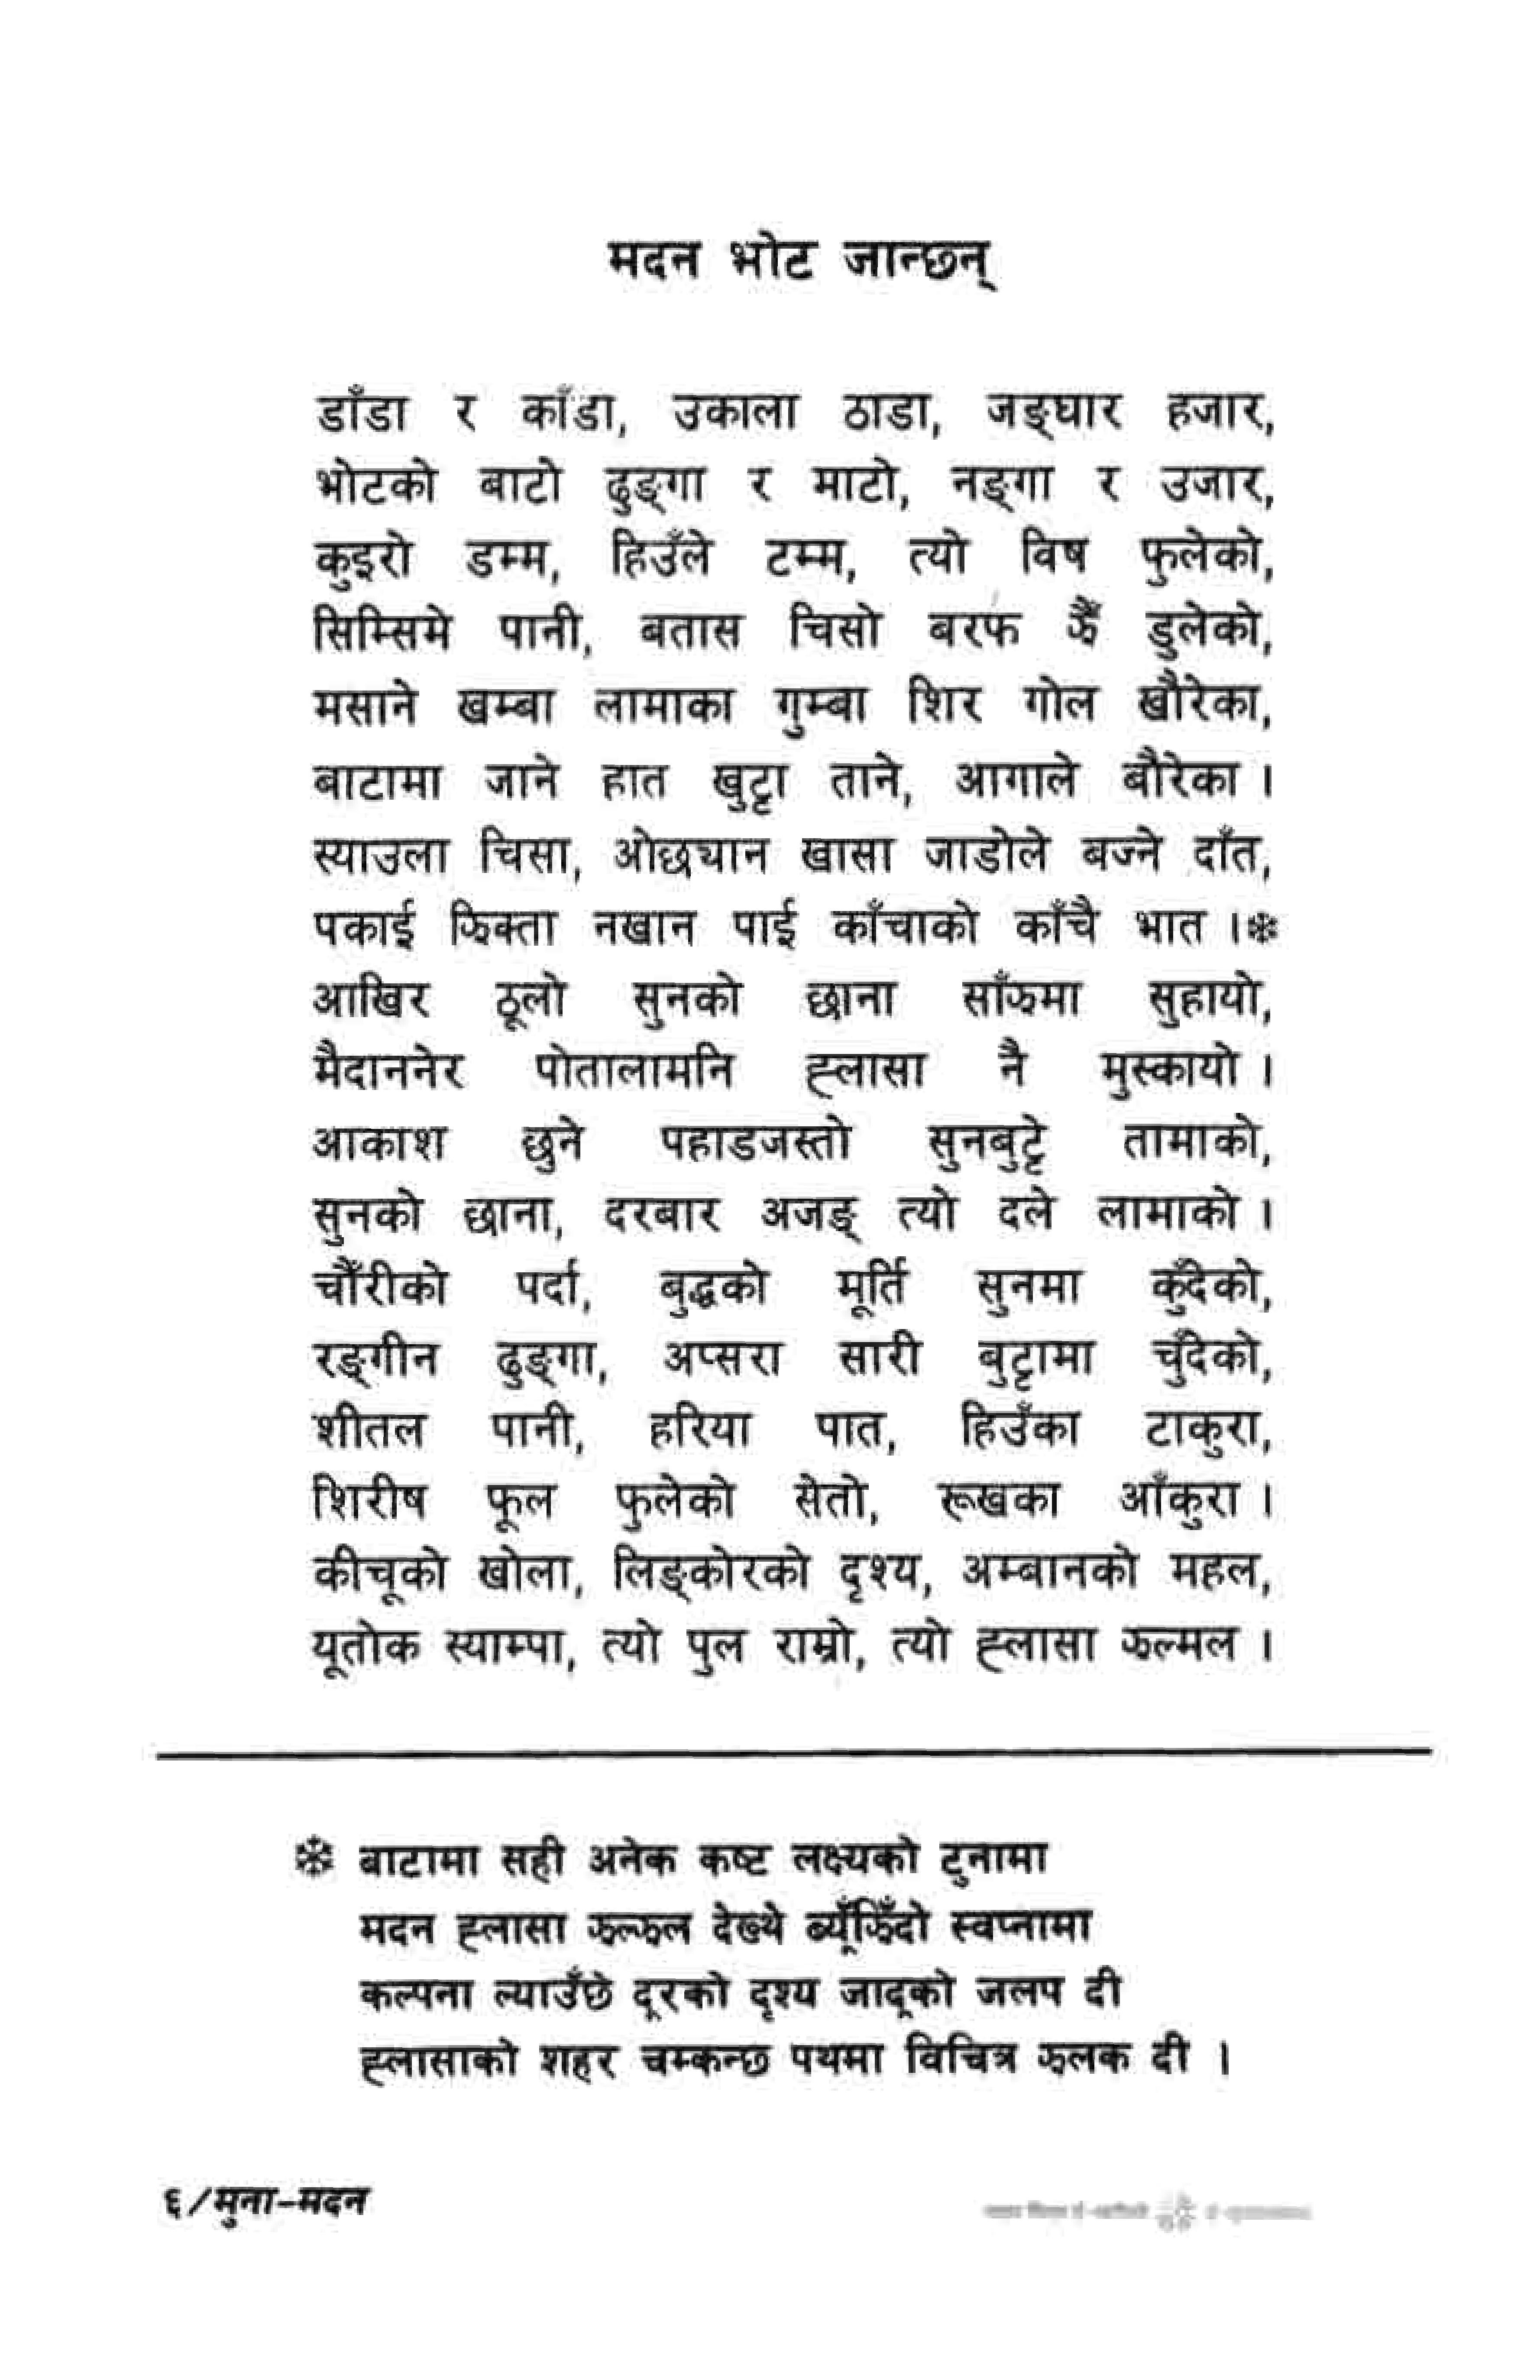 मदन भोट जान्छन्
डाँडा र काँडा, उकाला ठाडा, जङ्घार हजार,
भोटको बाटो ढुङ्गा र माटो, नङ्गा र उजार,
कुइरो डम्म, हिउँले टम्म, त्यो विष फुलेको,
सिम्सिमे पानी, बतास चिसो बरफ झैँ डुलेको,
मसाने खम्बा लामाका गुम्बा शिर गोल खौरेका,
बाटामा जाने हात खुट्टा ताने, आगाले बौरेका ।
स्याउला चिसा, ओछ्यान खासा जाडोले बज्ने दाँत,
पकाई झिक्ता नखान पाई काँचाको काँचै भात ।❇
आखिर ठूलो सुनको छाना साँझमा सुहायो,
मैदाननेर पोतालामनि ह्लासा नै मुस्कायो ।
आकाश छुने पहाडजस्तो सुनबुट्टे तामाको,
सुनको छाना, दरबार अजङ् त्यो दले लामाको ।
चौँरीको पर्दा, बुद्धको मूर्ति सुनमा कुँदेको,
रङ्गीन ढुङ्गा, अप्सरा सारी बुट्टामा चुँदेको,
शीतल पानी, हरिया पात, हिउँका टाकुरा,
शिरीष फूल फुलेको सेतो, रूखका आँकुरा ।
कीचूको खोला, लिङ्कोरको दृश्य, अम्बानको महल,
यूतोक स्याम्पा, त्यो पुल राम्रो, त्यो ह्लासा झल्मल ।
❇ बाटामा सही अनेक कष्ट लक्ष्यको टुनामा
मदन ह्लासा झल्झल देख्थे ब्यूँझिँदो स्वप्नामा
कल्पना ल्याउँछे दूरको दृश्य जादूको जलप दी
ह्लासाको शहर चम्कन्छ पथमा विचित्र झलक दी ।
६/मुना-मदन